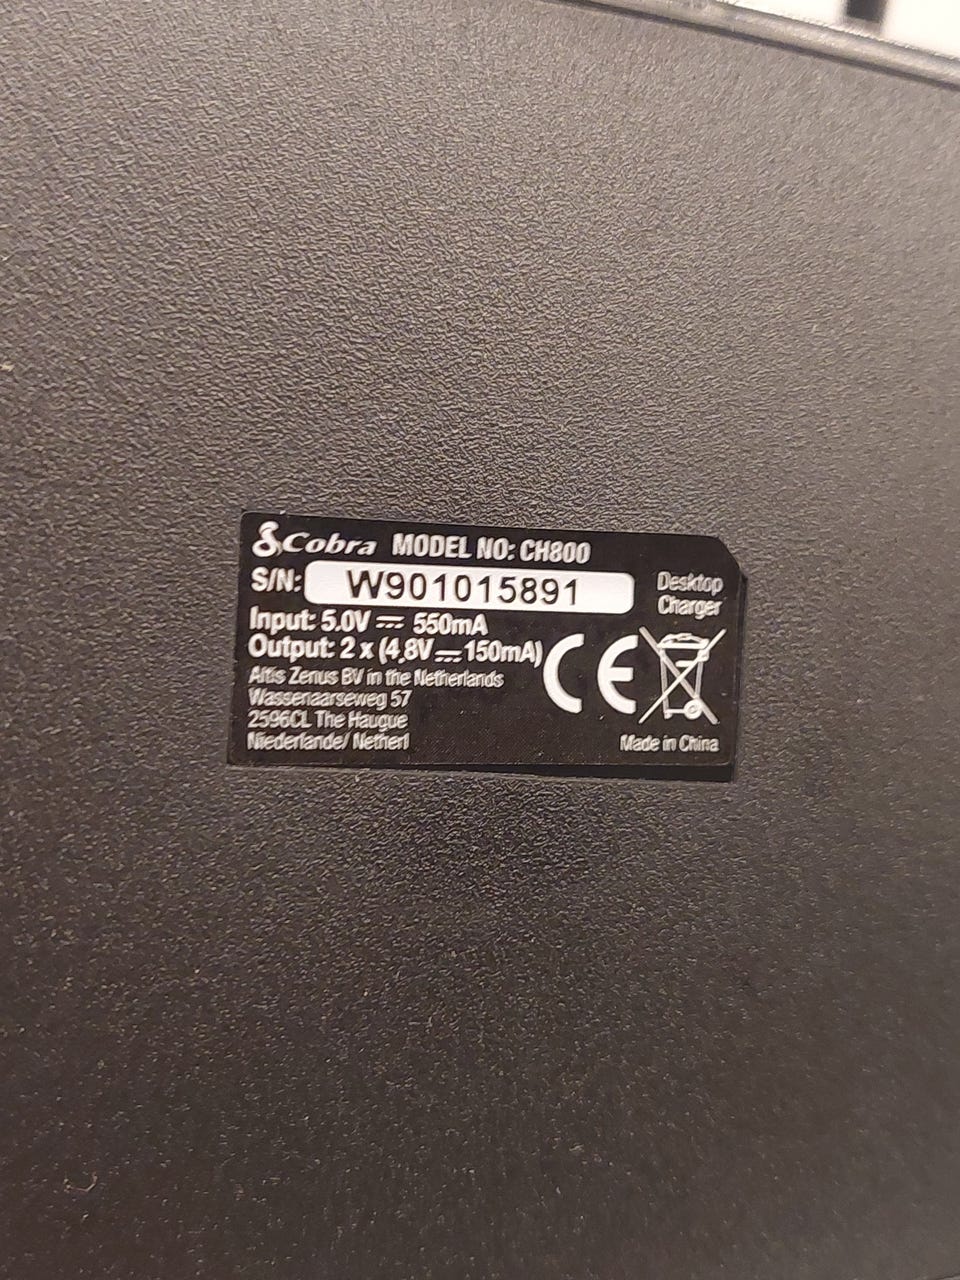 Cobra MODEL NO: CH800
S/N: W901015891
Desktop
Charger
Input: 5.0V ⎓ 550mA
Output: 2 x (4.8V⎓150mA)
CE
Altis Zenus BV in the Netherlands
Wassenaarseweg 57
2596CL The Haugue
Niederlande/ Netherl
Made in China